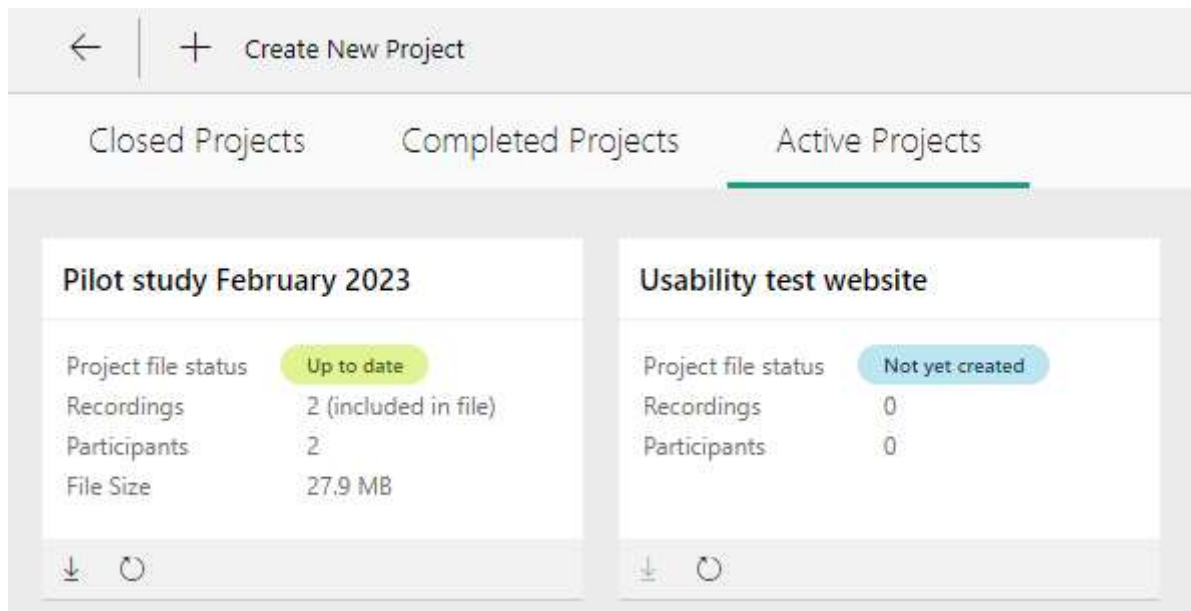 Create New Project
Closed Projects Completed Projects Active Projects
Pilot study February 2023
Project file status Up to date
Recordings 2 (included in file)
Participants 2
File Size 27.9 MB
Usability test website
Project file status Not yet created
Recordings 0
Participants 0